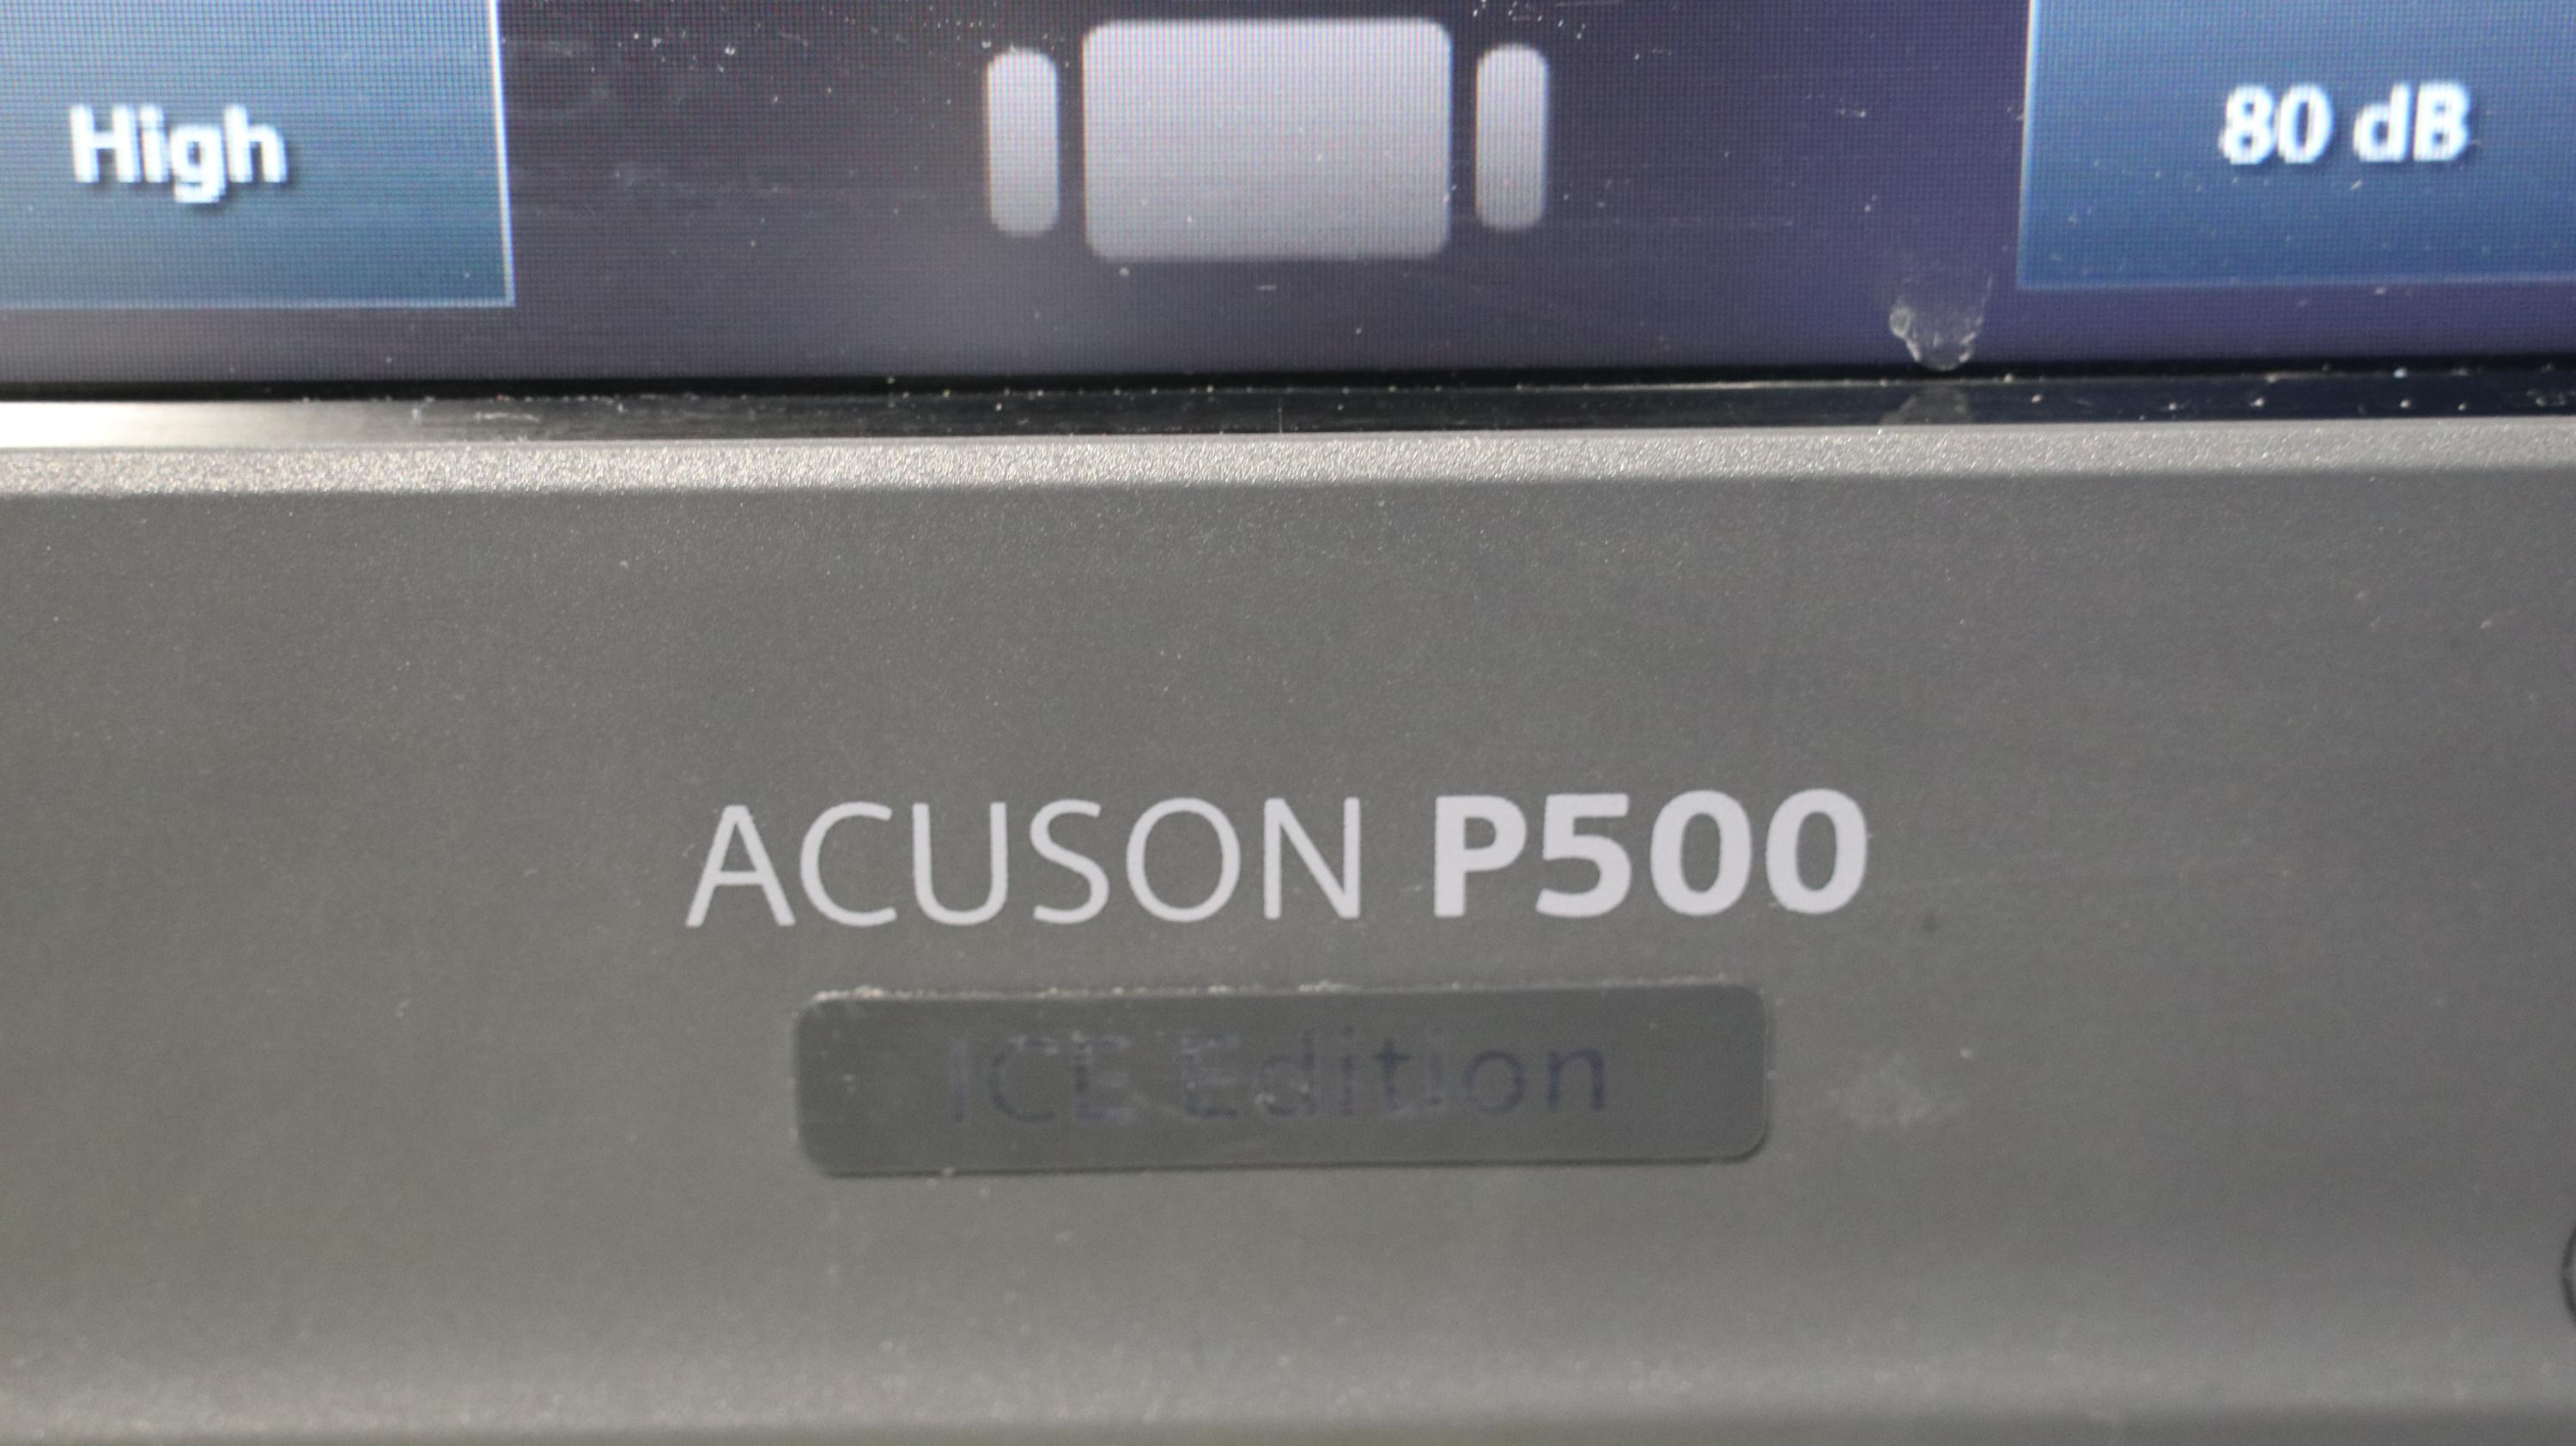 High
80 dB
ACUSON P500
ICE Edition